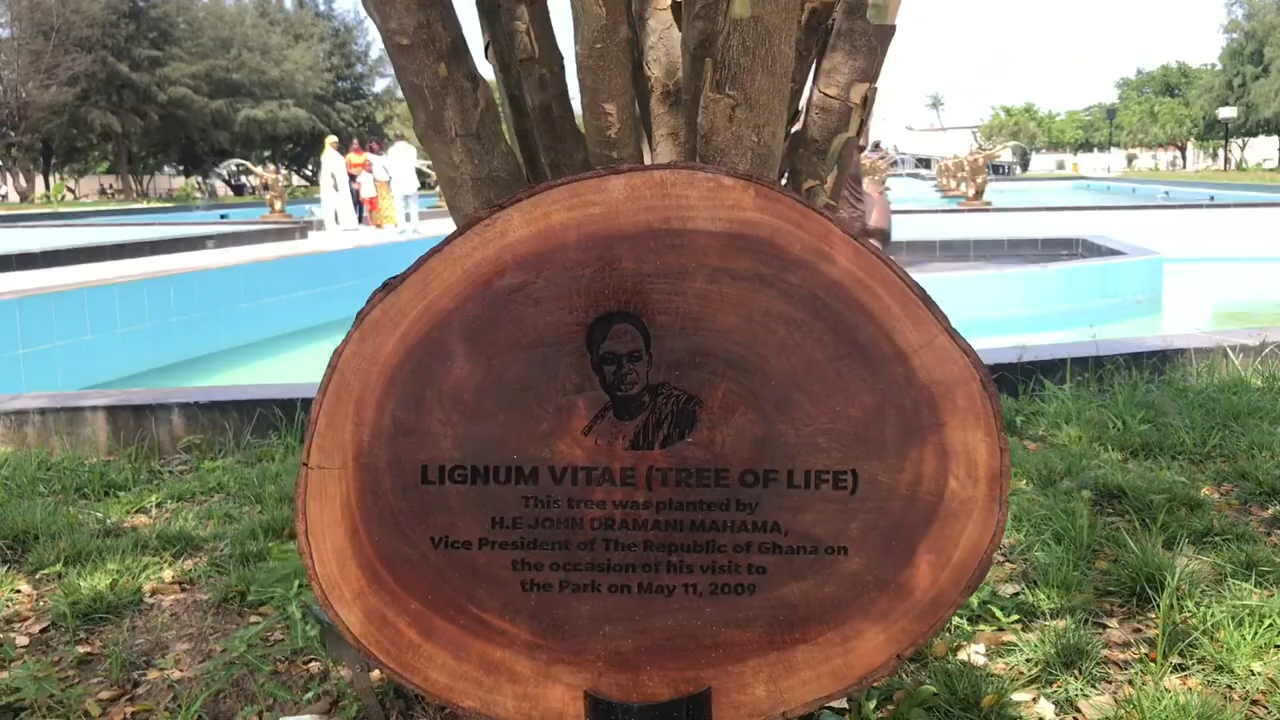 LIGNUM VITAE (TREE OF LIFE)
This tree was planted by
H.E JOHN DRAMANI MAHAMA,
Vice President of The Republic of Ghana on
the occasion of his visit to
the Park on May 11, 2009